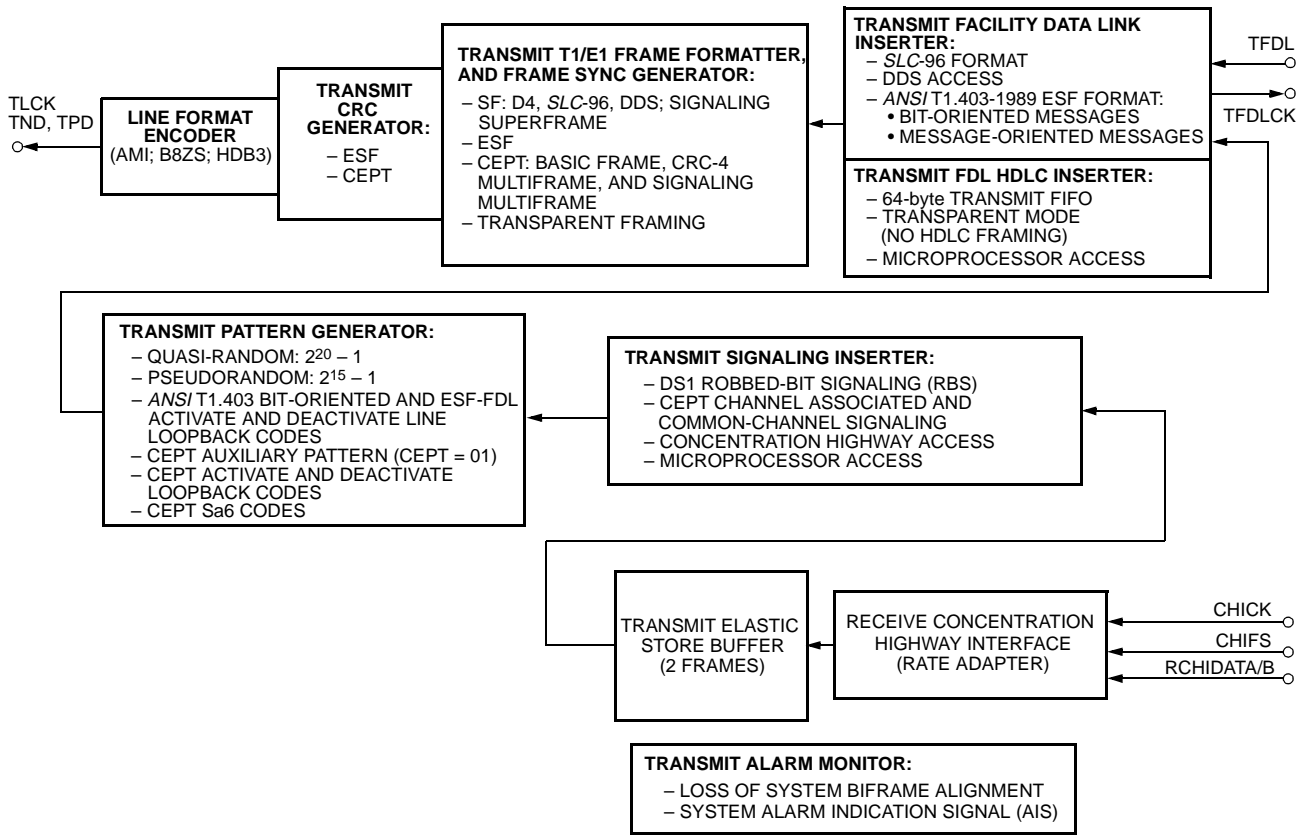 TRANSMIT FACILITY DATA LINK
INSERTER:
– SLC-96 FORMAT
– DDS ACCESS
– ANSI T1.403-1989 ESF FORMAT:
• BIT-ORIENTED MESSAGES
• MESSAGE-ORIENTED MESSAGES
TFDL
TFDLCK
TRANSMIT FDL HDLC INSERTER:
– 64-byte TRANSMIT FIFO
– TRANSPARENT MODE
(NO HDLC FRAMING)
– MICROPROCESSOR ACCESS
TRANSMIT T1/E1 FRAME FORMATTER,
AND FRAME SYNC GENERATOR:
– SF: D4, SLC-96, DDS; SIGNALING
SUPERFRAME
– ESF
– CEPT: BASIC FRAME, CRC-4
MULTIFRAME, AND SIGNALING
MULTIFRAME
– TRANSPARENT FRAMING
TRANSMIT
CRC
GENERATOR:
– ESF
– CEPT
LINE FORMAT
ENCODER
(AMI; B8ZS; HDB3)
TLCK
TND, TPD
TRANSMIT PATTERN GENERATOR:
– QUASI-RANDOM: 2²⁰ – 1
– PSEUDORANDOM: 2¹⁵ – 1
– ANSI T1.403 BIT-ORIENTED AND ESF-FDL
ACTIVATE AND DEACTIVATE LINE
LOOPBACK CODES
– CEPT AUXILIARY PATTERN (CEPT = 01)
– CEPT ACTIVATE AND DEACTIVATE
LOOPBACK CODES
– CEPT Sa6 CODES
TRANSMIT SIGNALING INSERTER:
– DS1 ROBBED-BIT SIGNALING (RBS)
– CEPT CHANNEL ASSOCIATED AND
COMMON-CHANNEL SIGNALING
– CONCENTRATION HIGHWAY ACCESS
– MICROPROCESSOR ACCESS
TRANSMIT ELASTIC
STORE BUFFER
(2 FRAMES)
RECEIVE CONCENTRATION
HIGHWAY INTERFACE
(RATE ADAPTER)
CHICK
CHIFS
RCHIDATA/B
TRANSMIT ALARM MONITOR:
– LOSS OF SYSTEM BIFRAME ALIGNMENT
– SYSTEM ALARM INDICATION SIGNAL (AIS)